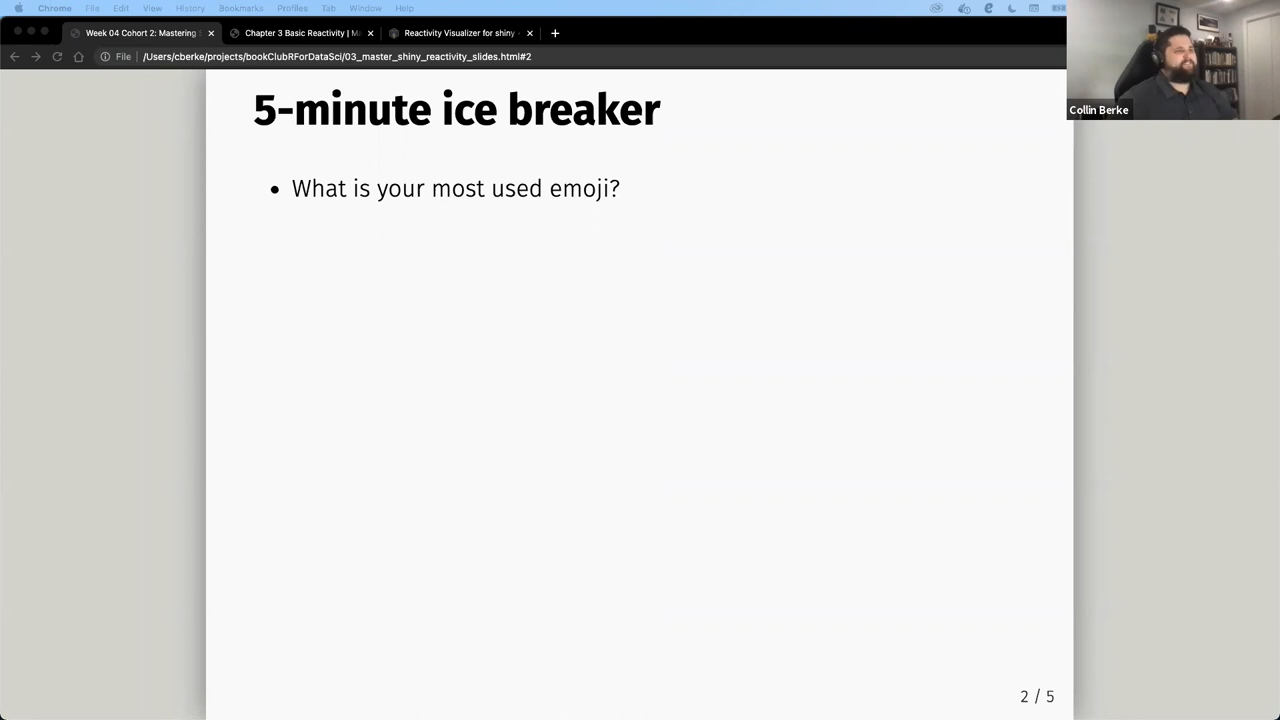 Chrome File Edit View History Bookmarks Profiles Tab Window Help
Week 04 Cohort 2: Mastering Chapter 3 Basic Reactivity | Ma Reactivity Visualizer for shiny
File /Users/cberke/projects/bookClubRForDataSci/03_master_shiny_reactivity_slides.html#2
Collin Berke
5-minute ice breaker
• What is your most used emoji?
2 / 5